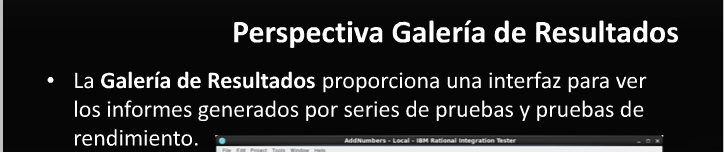 Perspectiva Galería de Resultados
• La Galería de Resultados proporciona una interfaz para ver
los informes generados por series de pruebas y pruebas de
rendimiento.
AddNumbers - Local - IBM Rational Integration Tester
File Edit Project Tools Window Help